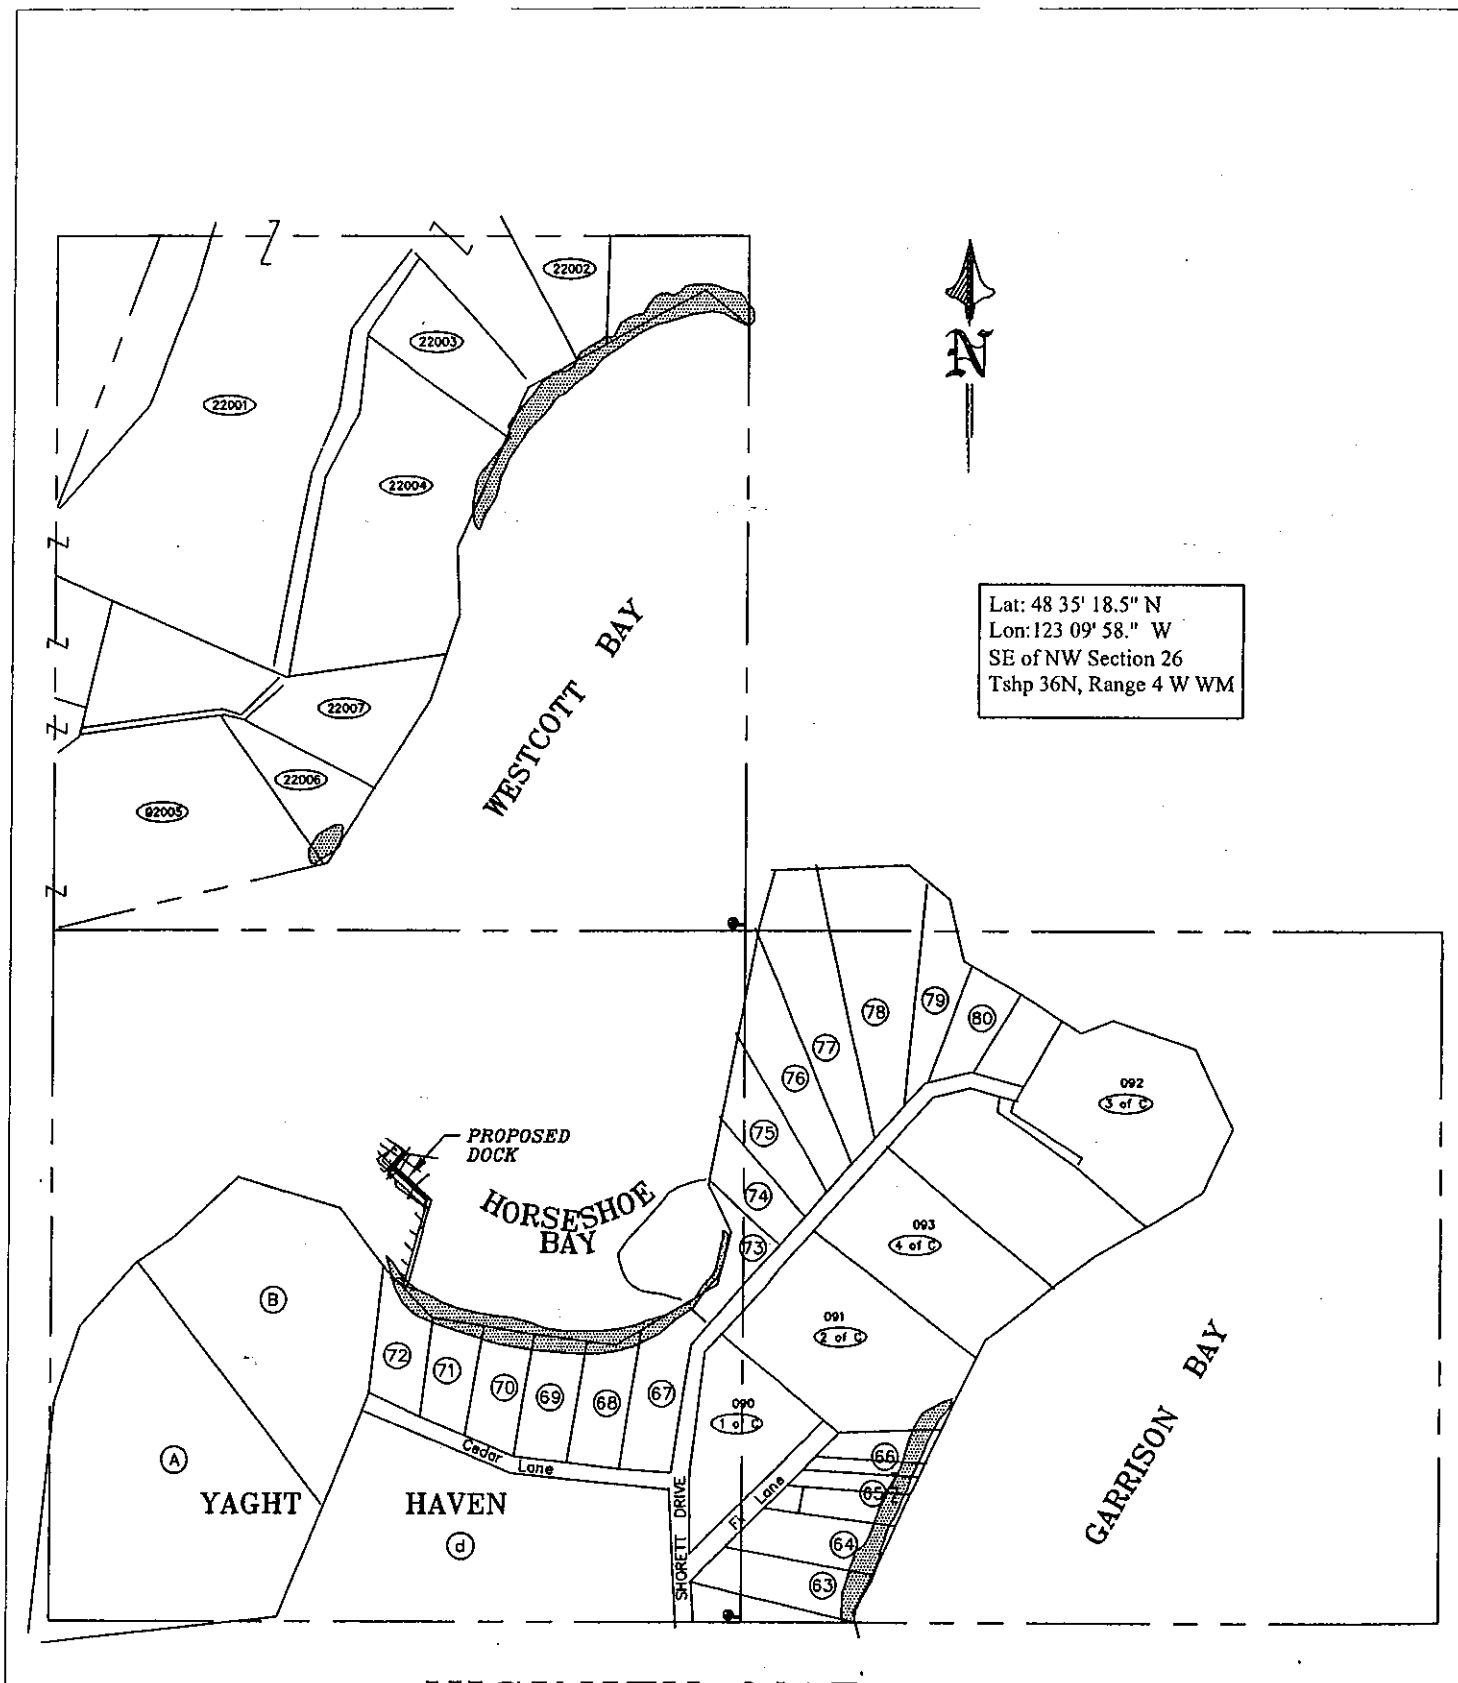 22002
22003
22001
22004
N
Lat: 48 35' 18.5" N
Lon:123 09' 58." W
SE of NW Section 26
Tshp 36N, Range 4 W WM
WESTCOTT BAY
22007
22006
92005
78
79
80
77
76
092
3 of C
75
PROPOSED
DOCK
74
HORSESHOE
BAY
73
093
4 of C
B
091
2 of C
72
71
70
69
68
67
090
1 of C
GARRISON BAY
Cedar Lane
66
65
A
YAGHT HAVEN
d
SHORETT DRIVE
Lane
64
63